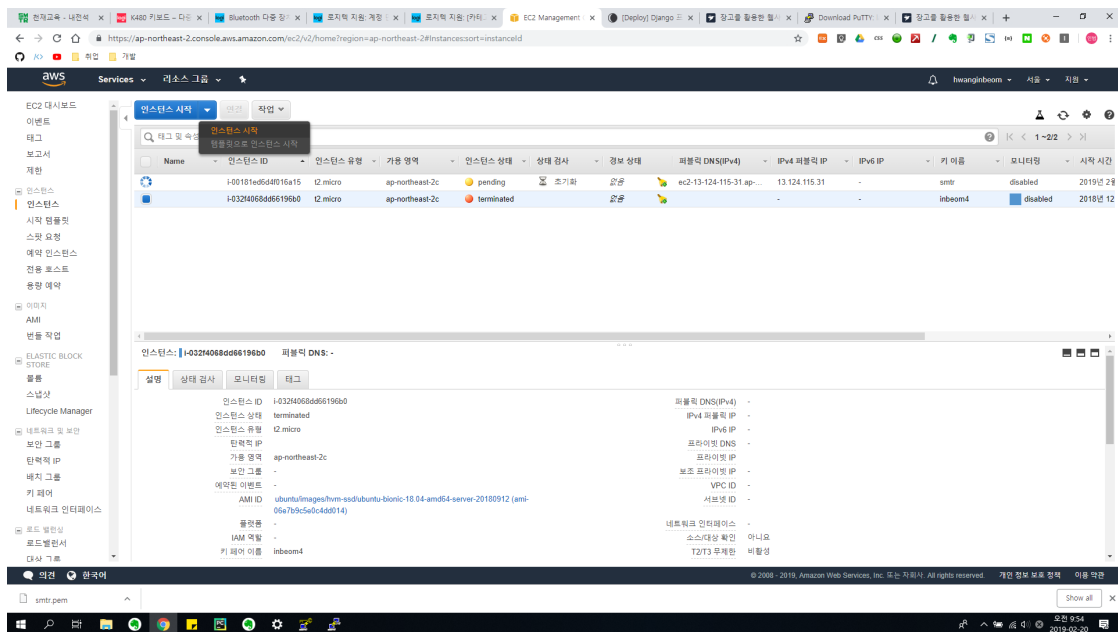 천재교육 - 내전석
K480 키보드 – 다중
Bluetooth 다중 장
로지텍 지원: 계정
로지텍 지원: [카테
EC2 Management
[Deploy] Django
장고를 활용한 웹사
Download PuTTY:
장고를 활용한 웹사
https://ap-northeast-2.console.aws.amazon.com/ec2/v2/home?region=ap-northeast-2#Instances:sort=instanceId
취업 개발
aws Services 리소스 그룹 hwanginbeom 서울 지원
EC2 대시보드
이벤트
태그
보고서
제한
인스턴스
인스턴스
시작 템플릿
스팟 요청
예약 인스턴스
전용 호스트
용량 예약
이미지
AMI
번들 작업
ELASTIC BLOCK
STORE
볼륨
스냅샷
Lifecycle Manager
네트워크 및 보안
보안 그룹
탄력적 IP
배치 그룹
키 페어
네트워크 인터페이스
로드 밸런싱
로드밸런서
대상 그룹
인스턴스 시작 연결 작업
인스턴스 시작
템플릿으로 인스턴스 시작
태그 및 속성 1 ~2/2
Name 인스턴스 ID 인스턴스 유형 가용 영역 인스턴스 상태 상태 검사 경보 상태 퍼블릭 DNS(IPv4) IPv4 퍼블릭 IP IPv6 IP 키 이름 모니터링 시작 시간
i-00181ed6d4f016a15 t2.micro ap-northeast-2c pending 초기화 없음 ec2-13-124-115-31.ap-... 13.124.115.31 - smtr disabled 2019년 2월
i-032f4068dd66196b0 t2.micro ap-northeast-2c terminated 없음 - - inbeom4 disabled 2018년 12
인스턴스: i-032f4068dd66196b0 퍼블릭 DNS: -
설명 상태 검사 모니터링 태그
인스턴스 ID i-032f4068dd66196b0 퍼블릭 DNS(IPv4) -
인스턴스 상태 terminated IPv4 퍼블릭 IP -
인스턴스 유형 t2.micro IPv6 IP -
탄력적 IP 프라이빗 DNS -
가용 영역 ap-northeast-2c 프라이빗 IP
보안 그룹 - 보조 프라이빗 IP -
예약된 이벤트 - VPC ID -
AMI ID ubuntu/images/hvm-ssd/ubuntu-bionic-18.04-amd64-server-20180912 (ami-06e7b9c5e0c4dd014) 서브넷 ID -
플랫폼 - 네트워크 인터페이스 -
IAM 역할 - 소스/대상 확인 아니요
키 페어 이름 inbeom4 T2/T3 무제한 비활성
의견 한국어 © 2008 - 2019, Amazon Web Services, Inc. 또는 자회사. All rights reserved. 개인 정보 보호 정책 이용 약관
smtr.pem Show all
오전 9:54
2019-02-20